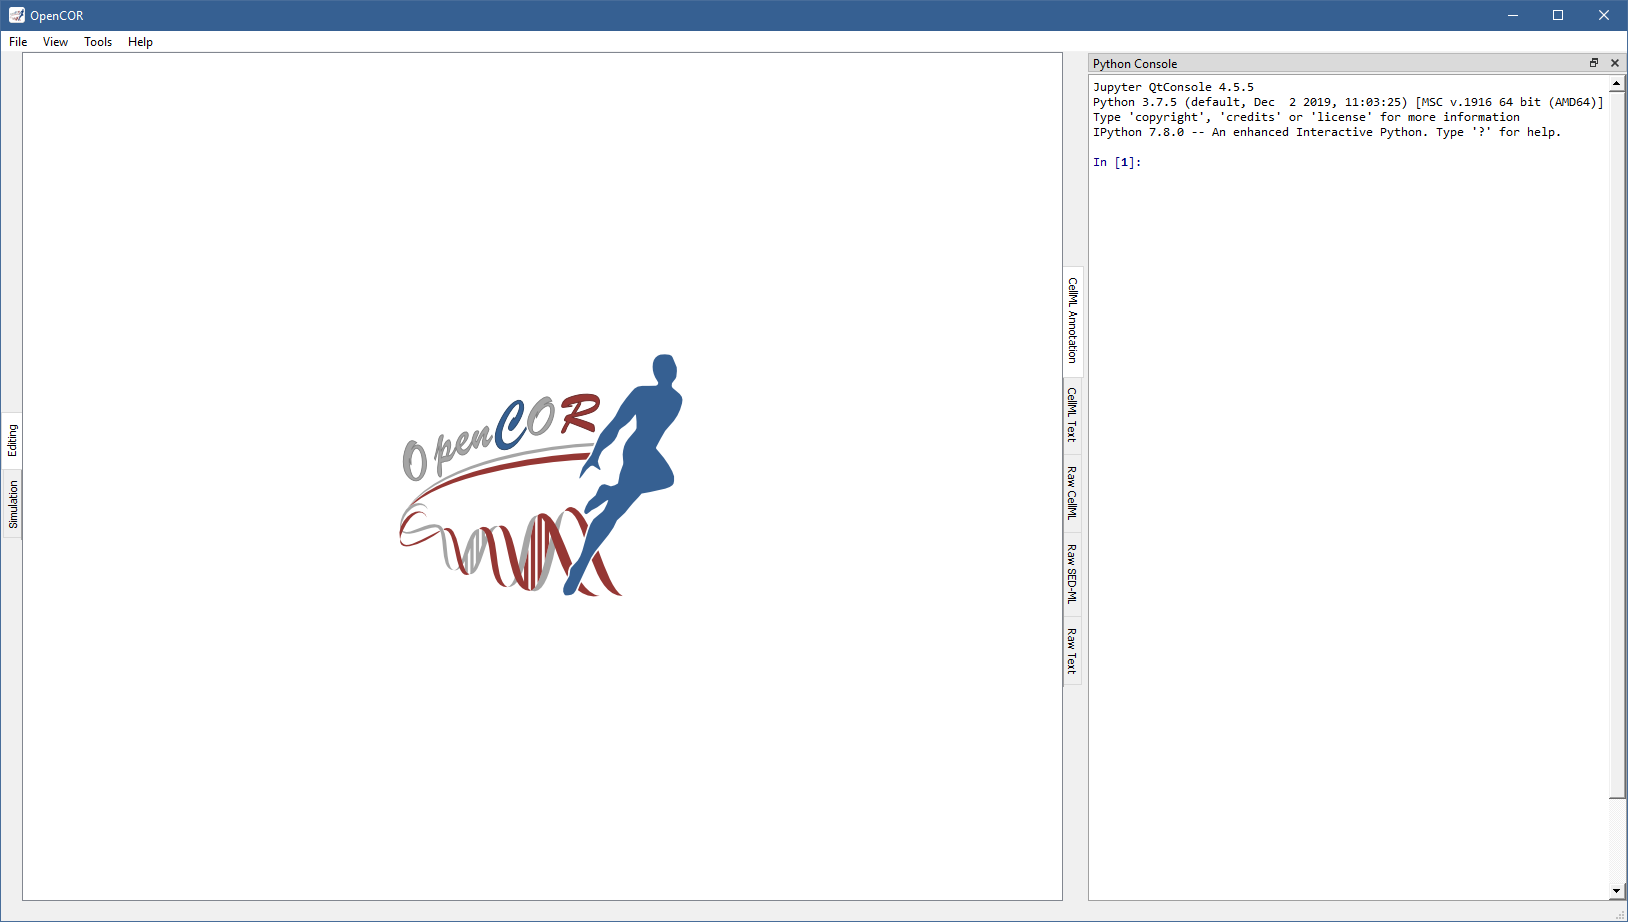 OpenCOR
File View Tools Help
Editing
Simulation
OpenCOR
CellML Annotation
CellML Text
Raw CellML
Raw SED-ML
Raw Text
Python Console
Jupyter QtConsole 4.5.5
Python 3.7.5 (default, Dec  2 2019, 11:03:25) [MSC v.1916 64 bit (AMD64)]
Type 'copyright', 'credits' or 'license' for more information
IPython 7.8.0 -- An enhanced Interactive Python. Type '?' for help.
In [1]: